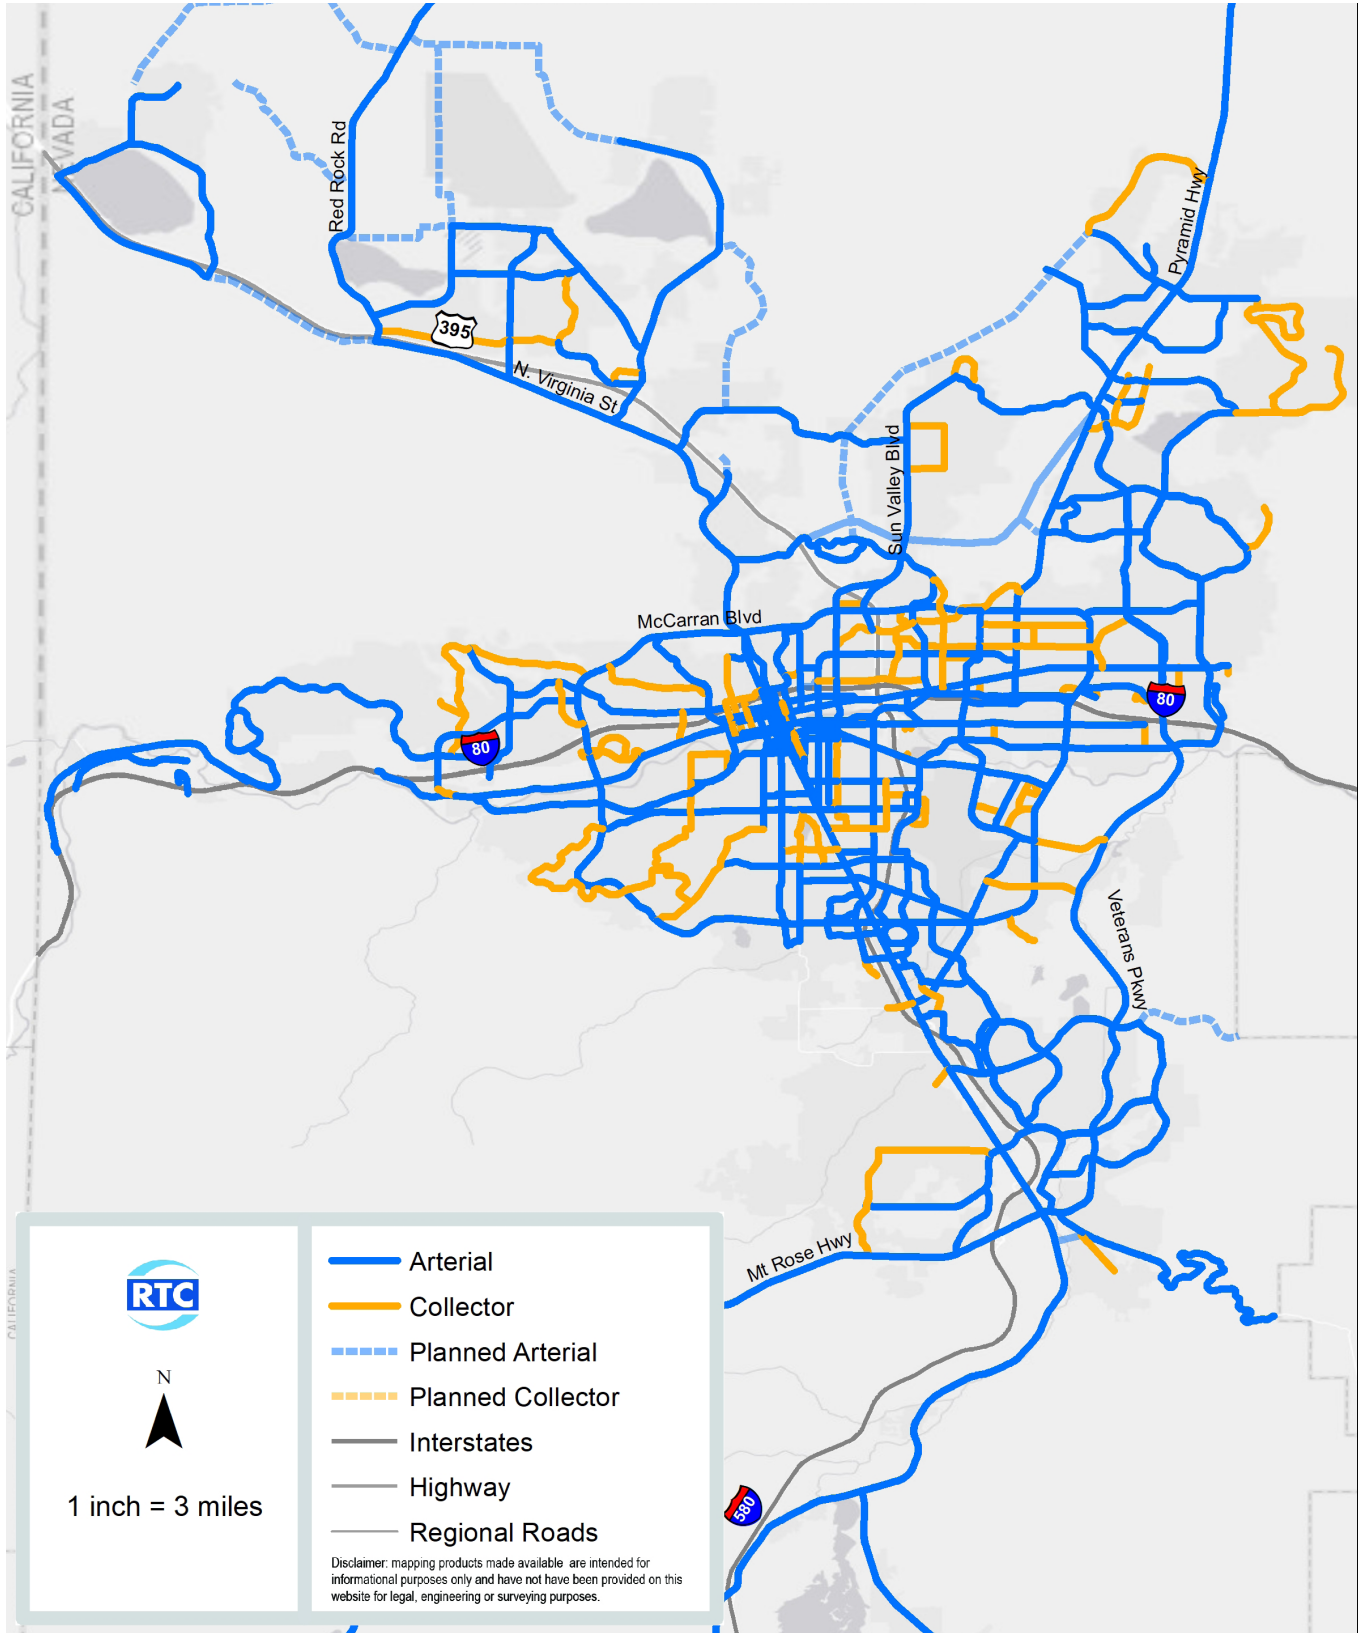 CALIFORNIA
NEVADA
Red Rock Rd
Pyramid Hwy
395
N. Virginia St
Sun Valley Blvd
McCarran Blvd
80
80
Veterans Pkwy
Mt Rose Hwy
CALIFORNIA
RTC
N
1 inch = 3 miles
Arterial
Collector
Planned Arterial
Planned Collector
Interstates
Highway
Regional Roads
Disclaimer: mapping products made available are intended for
informational purposes only and have not have been provided on this
website for legal, engineering or surveying purposes.
580